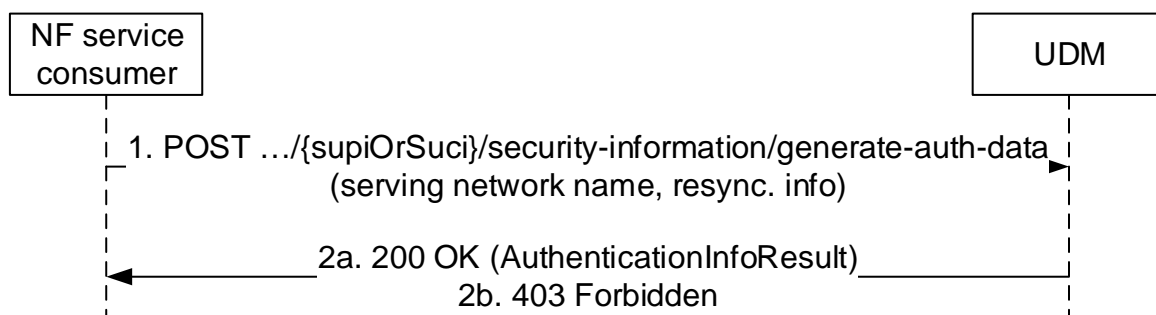 NF service
consumer
UDM
1. POST …/{supiOrSuci}/security-information/generate-auth-data
(serving network name, resync. info)
2a. 200 OK (AuthenticationInfoResult)
2b. 403 Forbidden